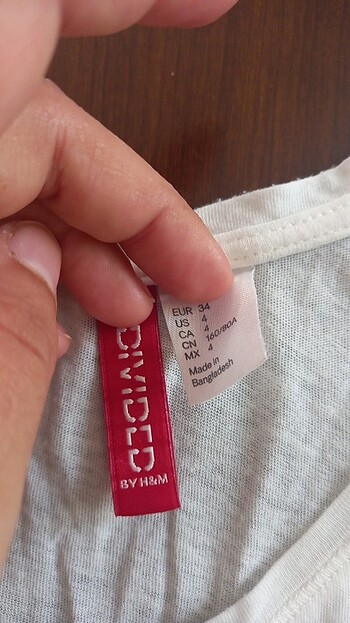 DIVIDED
BY H&M
EUR 34
US 4
CA 4
CN 160/80A
MX 4
Made in
Bangladesh